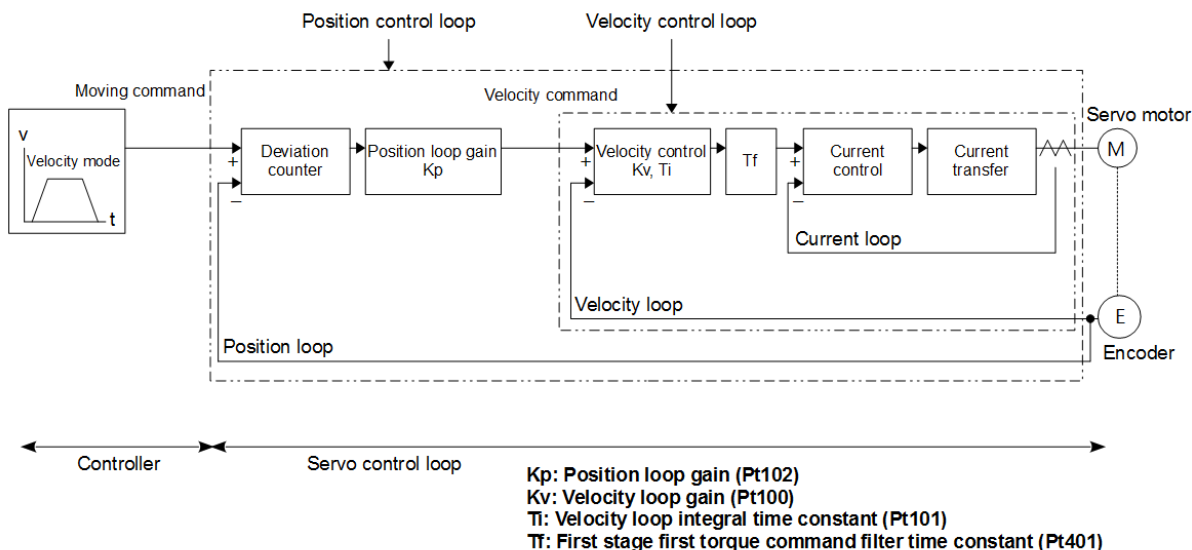 Position control loop
Velocity control loop
Moving command
Velocity command
Servo motor
v
Velocity mode
t
+
−
Deviation
counter
Position loop gain
Kp
+
−
Velocity control
Kv, Ti
Tf
+
−
Current
control
Current
transfer
M
Current loop
Velocity loop
E
Position loop
Encoder
Controller
Servo control loop
Kp: Position loop gain (Pt102)
Kv: Velocity loop gain (Pt100)
Ti: Velocity loop integral time constant (Pt101)
Tf: First stage first torque command filter time constant (Pt401)